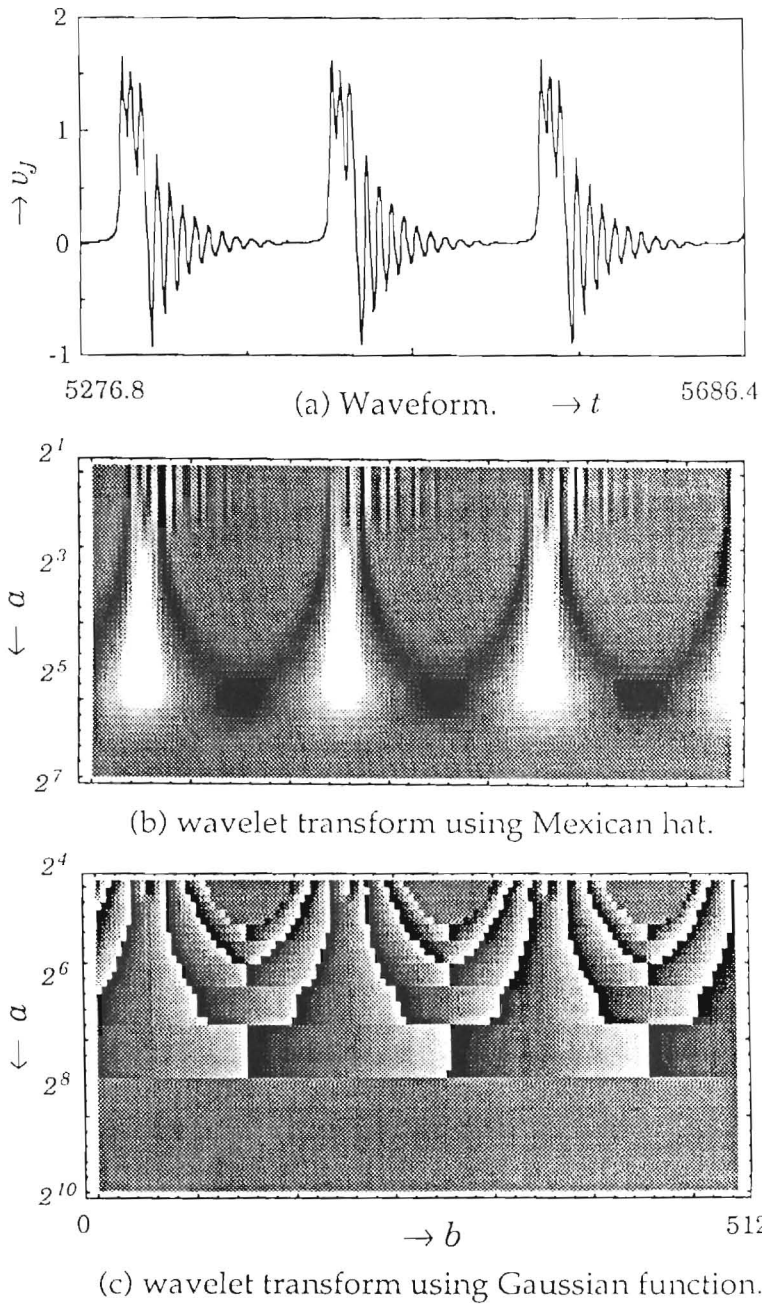 2
1
→ v_J
0
-1
5276.8
5686.4
(a) Waveform. → t
2^1
2^3
← a
2^5
2^7
(b) wavelet transform using Mexican hat.
2^4
2^6
← a
2^8
2^10
0
→ b
512
(c) wavelet transform using Gaussian function.